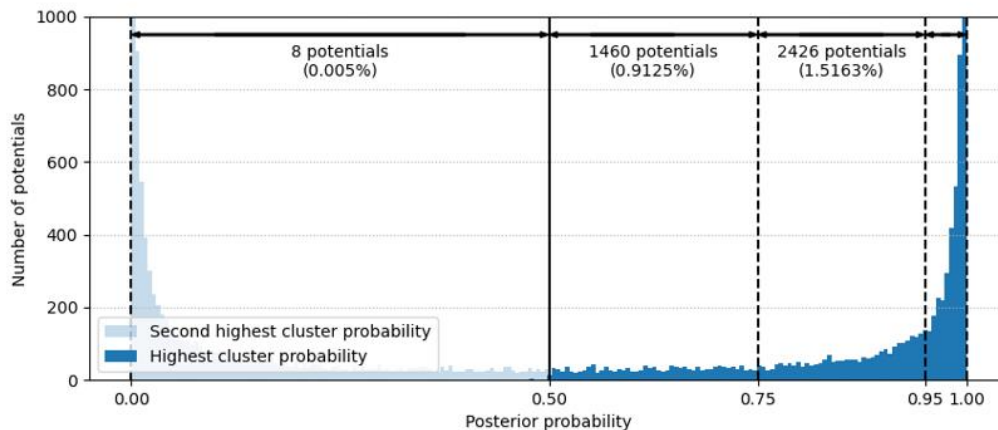 1000
800
600
400
200
0
Number of potentials
8 potentials
(0.005%)
1460 potentials
(0.9125%)
2426 potentials
(1.5163%)
Second highest cluster probability
Highest cluster probability
0.00
0.50
0.75
0.95
1.00
Posterior probability